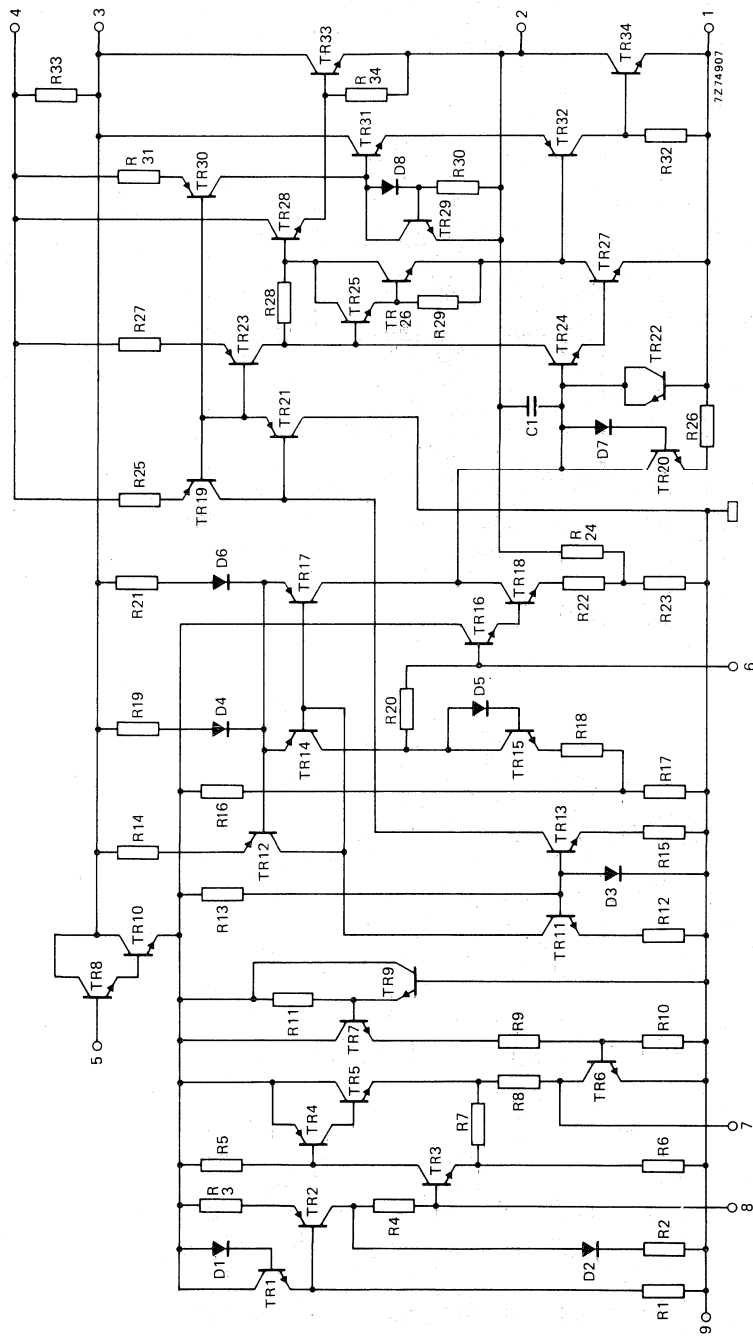 4
3
2
1
7Z74907
R33
TR33
R
34
TR34
R
31
TR30
TR31
D8
R30
TR29
TR32
R32
TR28
R28
TR25
TR
26
R29
TR27
R27
TR23
TR24
TR22
TR21
C1
D7
R26
TR20
R25
TR19
R
24
R21
D6
TR17
TR18
R22
R23
TR16
6
R19
D4
R20
D5
TR14
TR15
R18
R16
R17
R14
TR12
TR13
R15
R13
D3
TR11
R12
TR10
TR8
5
TR9
R11
TR7
R9
R10
TR5
R8
TR6
TR4
R7
7
R5
TR3
R6
R
3
TR2
R4
8
D1
TR1
D2
R2
R1
9